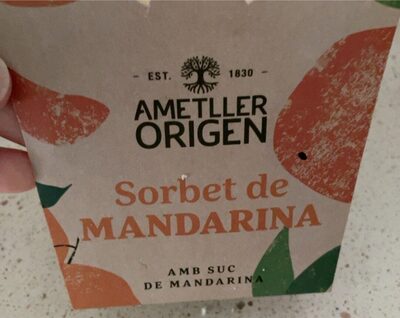 - EST. 1830 -
AMETLLER
ORIGEN
Sorbet de
MANDARINA
AMB SUC
DE MANDARINA